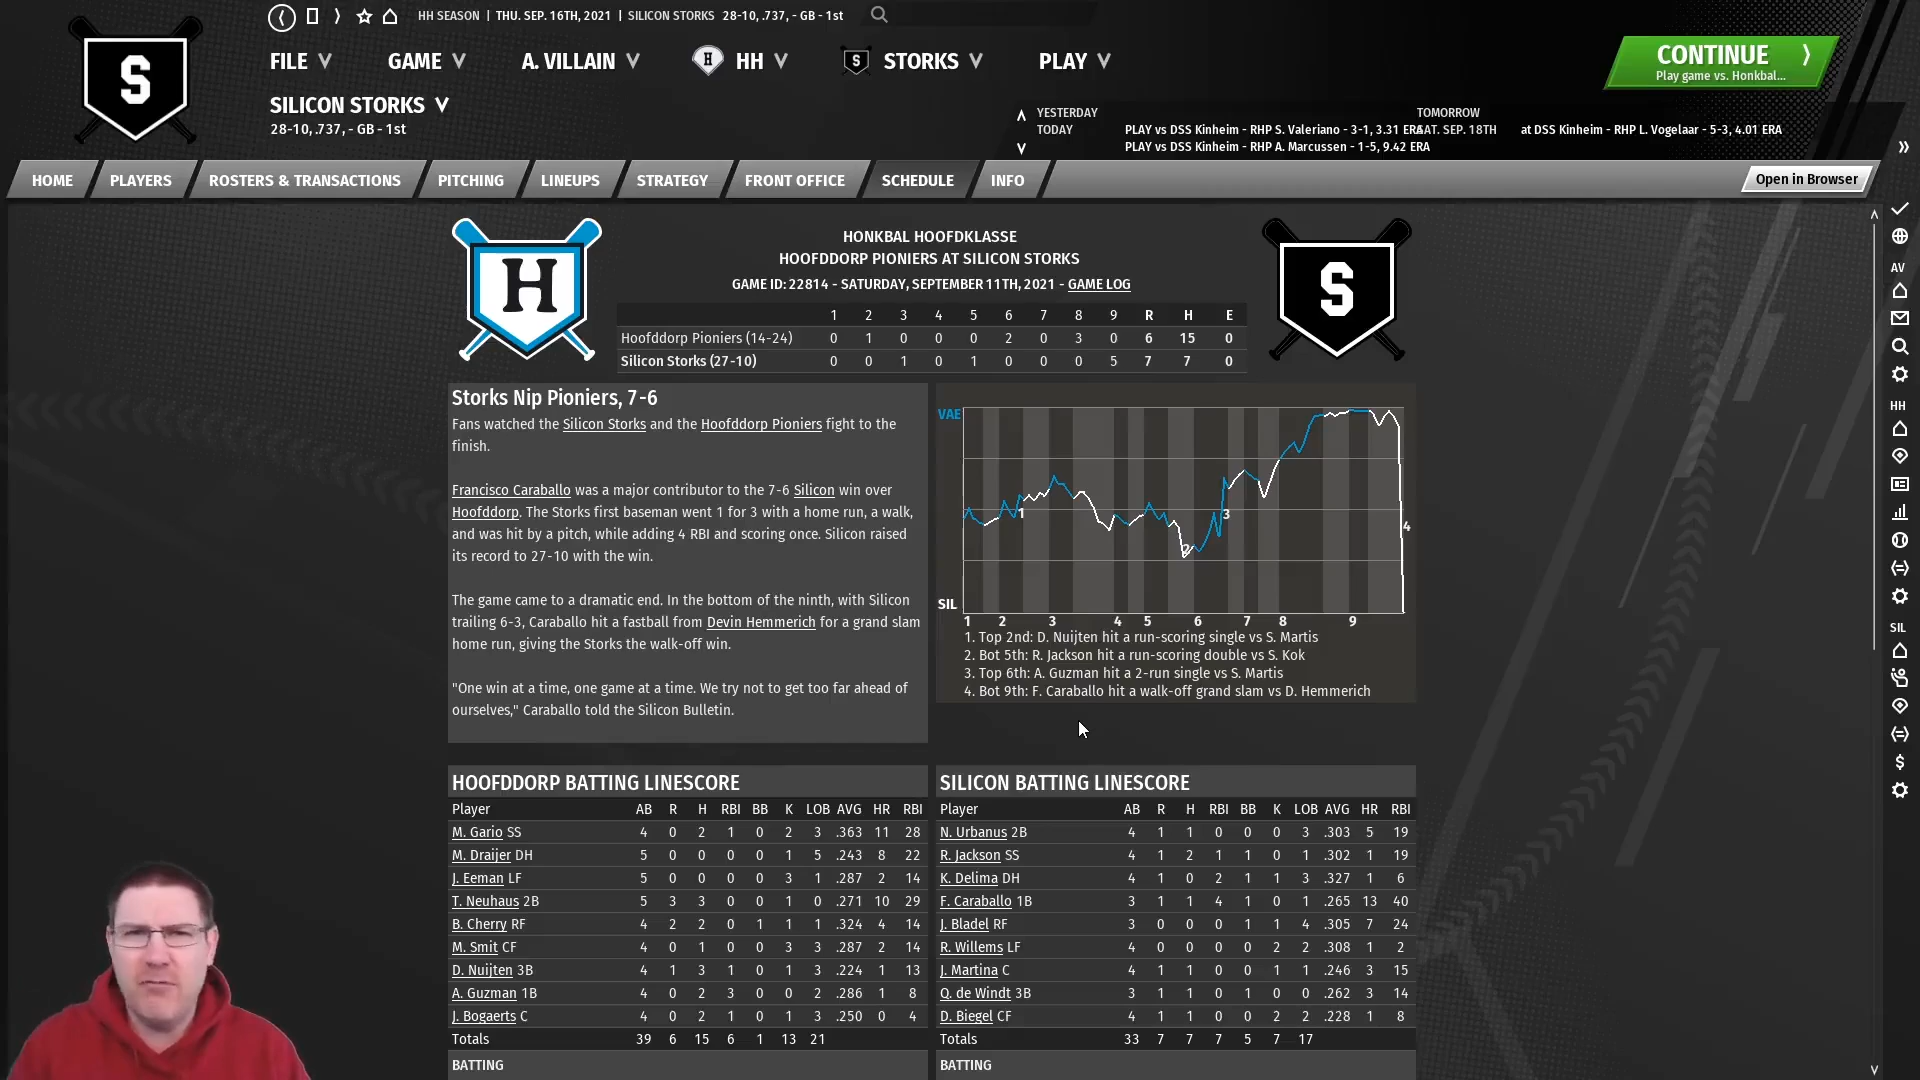 HH SEASON | THU. SEP. 16TH, 2021 | SILICON STORKS 28-10, .737, - GB - 1st
S
FILE GAME A. VILLAIN H HH S STORKS PLAY
CONTINUE
Play game vs. Honkbal...
SILICON STORKS
28-10, .737, - GB - 1st
YESTERDAY
TODAY
PLAY vs DSS Kinheim - RHP S. Valeriano - 3-1, 3.31 ERA
PLAY vs DSS Kinheim - RHP A. Marcussen - 1-5, 9.42 ERA
TOMORROW
SAT. SEP. 18TH at DSS Kinheim - RHP L. Vogelaar - 5-3, 4.01 ERA
HOME PLAYERS ROSTERS & TRANSACTIONS PITCHING LINEUPS STRATEGY FRONT OFFICE SCHEDULE INFO Open in Browser
H
HONKBAL HOOFDKLASSE
HOOFDDORP PIONIERS AT SILICON STORKS
GAME ID: 22814 - SATURDAY, SEPTEMBER 11TH, 2021 - GAME LOG
S
1 2 3 4 5 6 7 8 9 R H E
Hoofddorp Pioniers (14-24) 0 1 0 0 0 2 0 3 0 6 15 0
Silicon Storks (27-10) 0 0 1 0 1 0 0 0 5 7 7 0
Storks Nip Pioniers, 7-6
Fans watched the Silicon Storks and the Hoofddorp Pioniers fight to the
finish.
Francisco Caraballo was a major contributor to the 7-6 Silicon win over
Hoofddorp. The Storks first baseman went 1 for 3 with a home run, a walk,
and was hit by a pitch, while adding 4 RBI and scoring once. Silicon raised
its record to 27-10 with the win.
The game came to a dramatic end. In the bottom of the ninth, with Silicon
trailing 6-3, Caraballo hit a fastball from Devin Hemmerich for a grand slam
home run, giving the Storks the walk-off win.
"One win at a time, one game at a time. We try not to get too far ahead of
ourselves," Caraballo told the Silicon Bulletin.
VAE
1
2
3
4
SIL
1 2 3 4 5 6 7 8 9
1. Top 2nd: D. Nuijten hit a run-scoring single vs S. Martis
2. Bot 5th: R. Jackson hit a run-scoring double vs S. Kok
3. Top 6th: A. Guzman hit a 2-run single vs S. Martis
4. Bot 9th: F. Caraballo hit a walk-off grand slam vs D. Hemmerich
HOOFDDORP BATTING LINESCORE
Player AB R H RBI BB K LOB AVG HR RBI
M. Gario SS 4 0 2 1 0 2 3 .363 11 28
M. Draijer DH 5 0 0 0 0 1 5 .243 8 22
J. Eeman LF 5 0 0 0 0 3 1 .287 2 14
T. Neuhaus 2B 5 3 3 0 0 1 0 .271 10 29
B. Cherry RF 4 2 2 0 1 1 1 .324 4 14
M. Smit CF 4 0 1 0 0 3 3 .287 2 14
D. Nuijten 3B 4 1 3 1 0 1 3 .224 1 13
A. Guzman 1B 4 0 2 3 0 0 2 .286 1 8
J. Bogaerts C 4 0 2 1 0 1 3 .250 0 4
Totals 39 6 15 6 1 13 21
BATTING
SILICON BATTING LINESCORE
Player AB R H RBI BB K LOB AVG HR RBI
N. Urbanus 2B 4 1 1 0 0 0 3 .303 5 19
R. Jackson SS 4 1 2 1 1 0 1 .302 1 19
K. Delima DH 4 1 0 2 1 1 3 .327 1 6
F. Caraballo 1B 3 1 1 4 1 0 1 .265 13 40
J. Bladel RF 3 0 0 0 1 1 4 .305 7 24
R. Willems LF 4 0 0 0 0 2 2 .308 1 2
J. Martina C 4 1 1 0 0 1 1 .246 3 15
Q. de Windt 3B 3 1 1 0 1 0 0 .262 3 14
D. Biegel CF 4 1 1 0 0 2 2 .228 1 8
Totals 33 7 7 7 5 7 17
BATTING
AV
HH
SIL
$